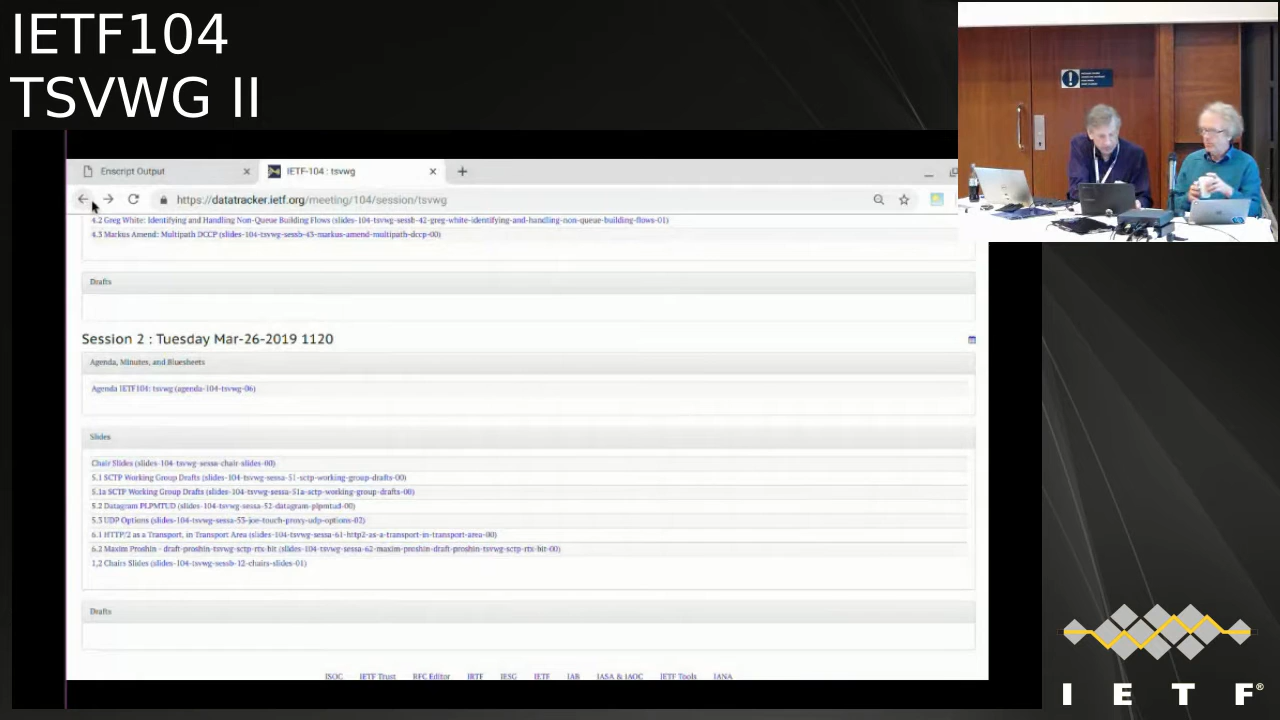 IETF104
TSVWG II
Enscript Output
IETF-104 : tsvwg
https://datatracker.ietf.org/meeting/104/session/tsvwg
4.2 Greg White: Identifying and Handling Non-Queue Building Flows (slides-104-tsvwg-sessb-42-greg-white-identifying-and-handling-non-queue-building-flows-01)
4.3 Markus Amend: Multipath DCCP (slides-104-tsvwg-sessb-43-markus-amend-multipath-dccp-00)
Drafts
Session 2 : Tuesday Mar-26-2019 1120
Agenda, Minutes, and Bluesheets
Agenda IETF104: tsvwg (agenda-104-tsvwg-06)
Slides
Chair Slides (slides-104-tsvwg-sessa-chair-slides-00)
5.1 SCTP Working Group Drafts (slides-104-tsvwg-sessa-51-sctp-working-group-drafts-00)
5.1a SCTP Working Group Drafts (slides-104-tsvwg-sessa-51a-sctp-working-group-drafts-00)
5.2 Datagram PLPMTUD (slides-104-tsvwg-sessa-52-datagram-plpmtud-00)
5.3 UDP Options (slides-104-tsvwg-sessa-53-joe-touch-proxy-udp-options-02)
6.1 HTTP/2 as a Transport, in Transport Area (slides-104-tsvwg-sessa-61-http2-as-a-transport-in-transport-area-00)
6.2 Maxim Proshin - draft-proshin-tsvwg-sctp-rtx-bit (slides-104-tsvwg-sessa-62-maxim-proshin-draft-proshin-tsvwg-sctp-rtx-bit-00)
1.2 Chairs Slides (slides-104-tsvwg-sessb-12-chairs-slides-01)
Drafts
ISOC IETF Trust RFC Editor IRTF IESG IETF IAB IASA & IAOC IETF Tools IANA
I E T F®